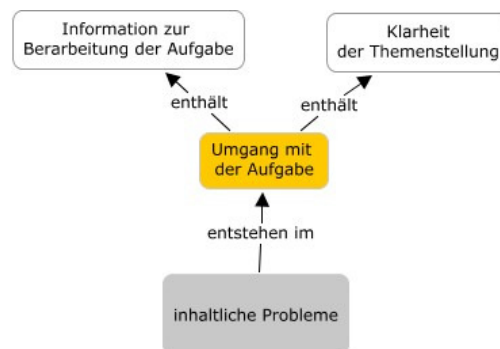 Information zur
Berarbeitung der Aufgabe
Klarheit
der Themenstellung
enthält
enthält
Umgang mit
der Aufgabe
entstehen im
inhaltliche Probleme